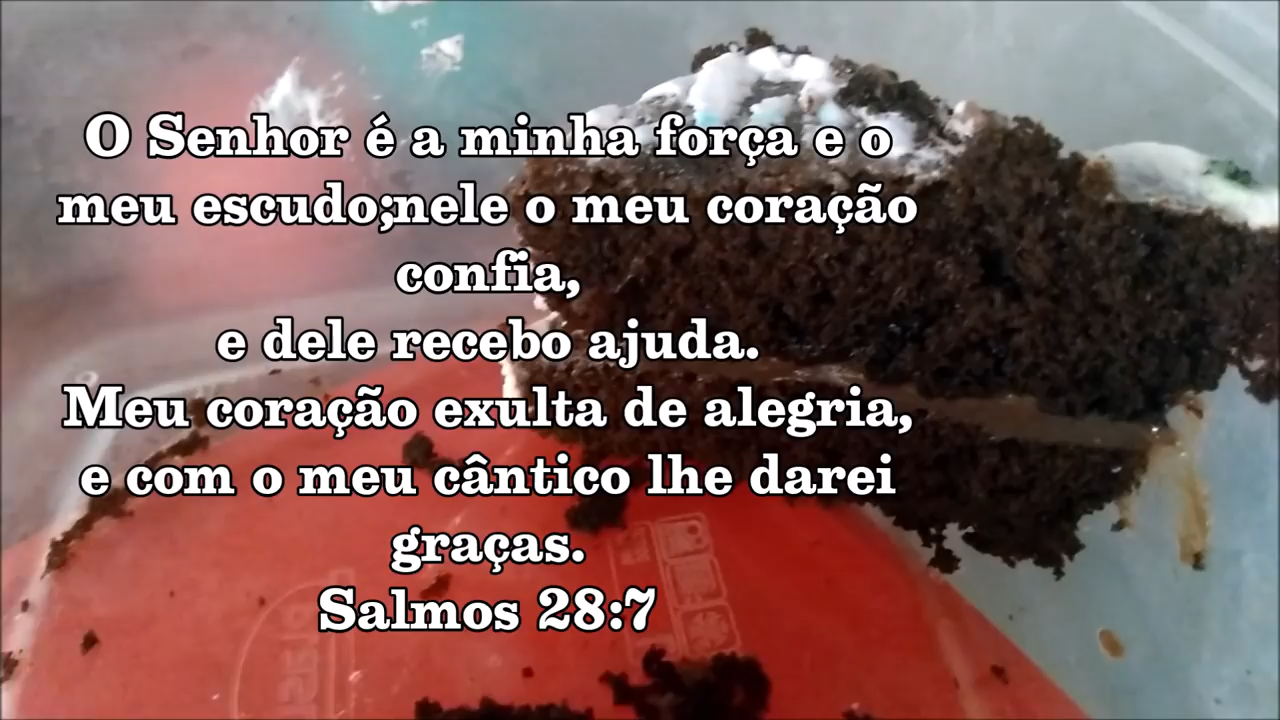 O Senhor é a minha força e o
meu escudo;nele o meu coração
confia,
e dele recebo ajuda.
Meu coração exulta de alegria,
e com o meu cântico lhe darei
graças.
Salmos 28:7